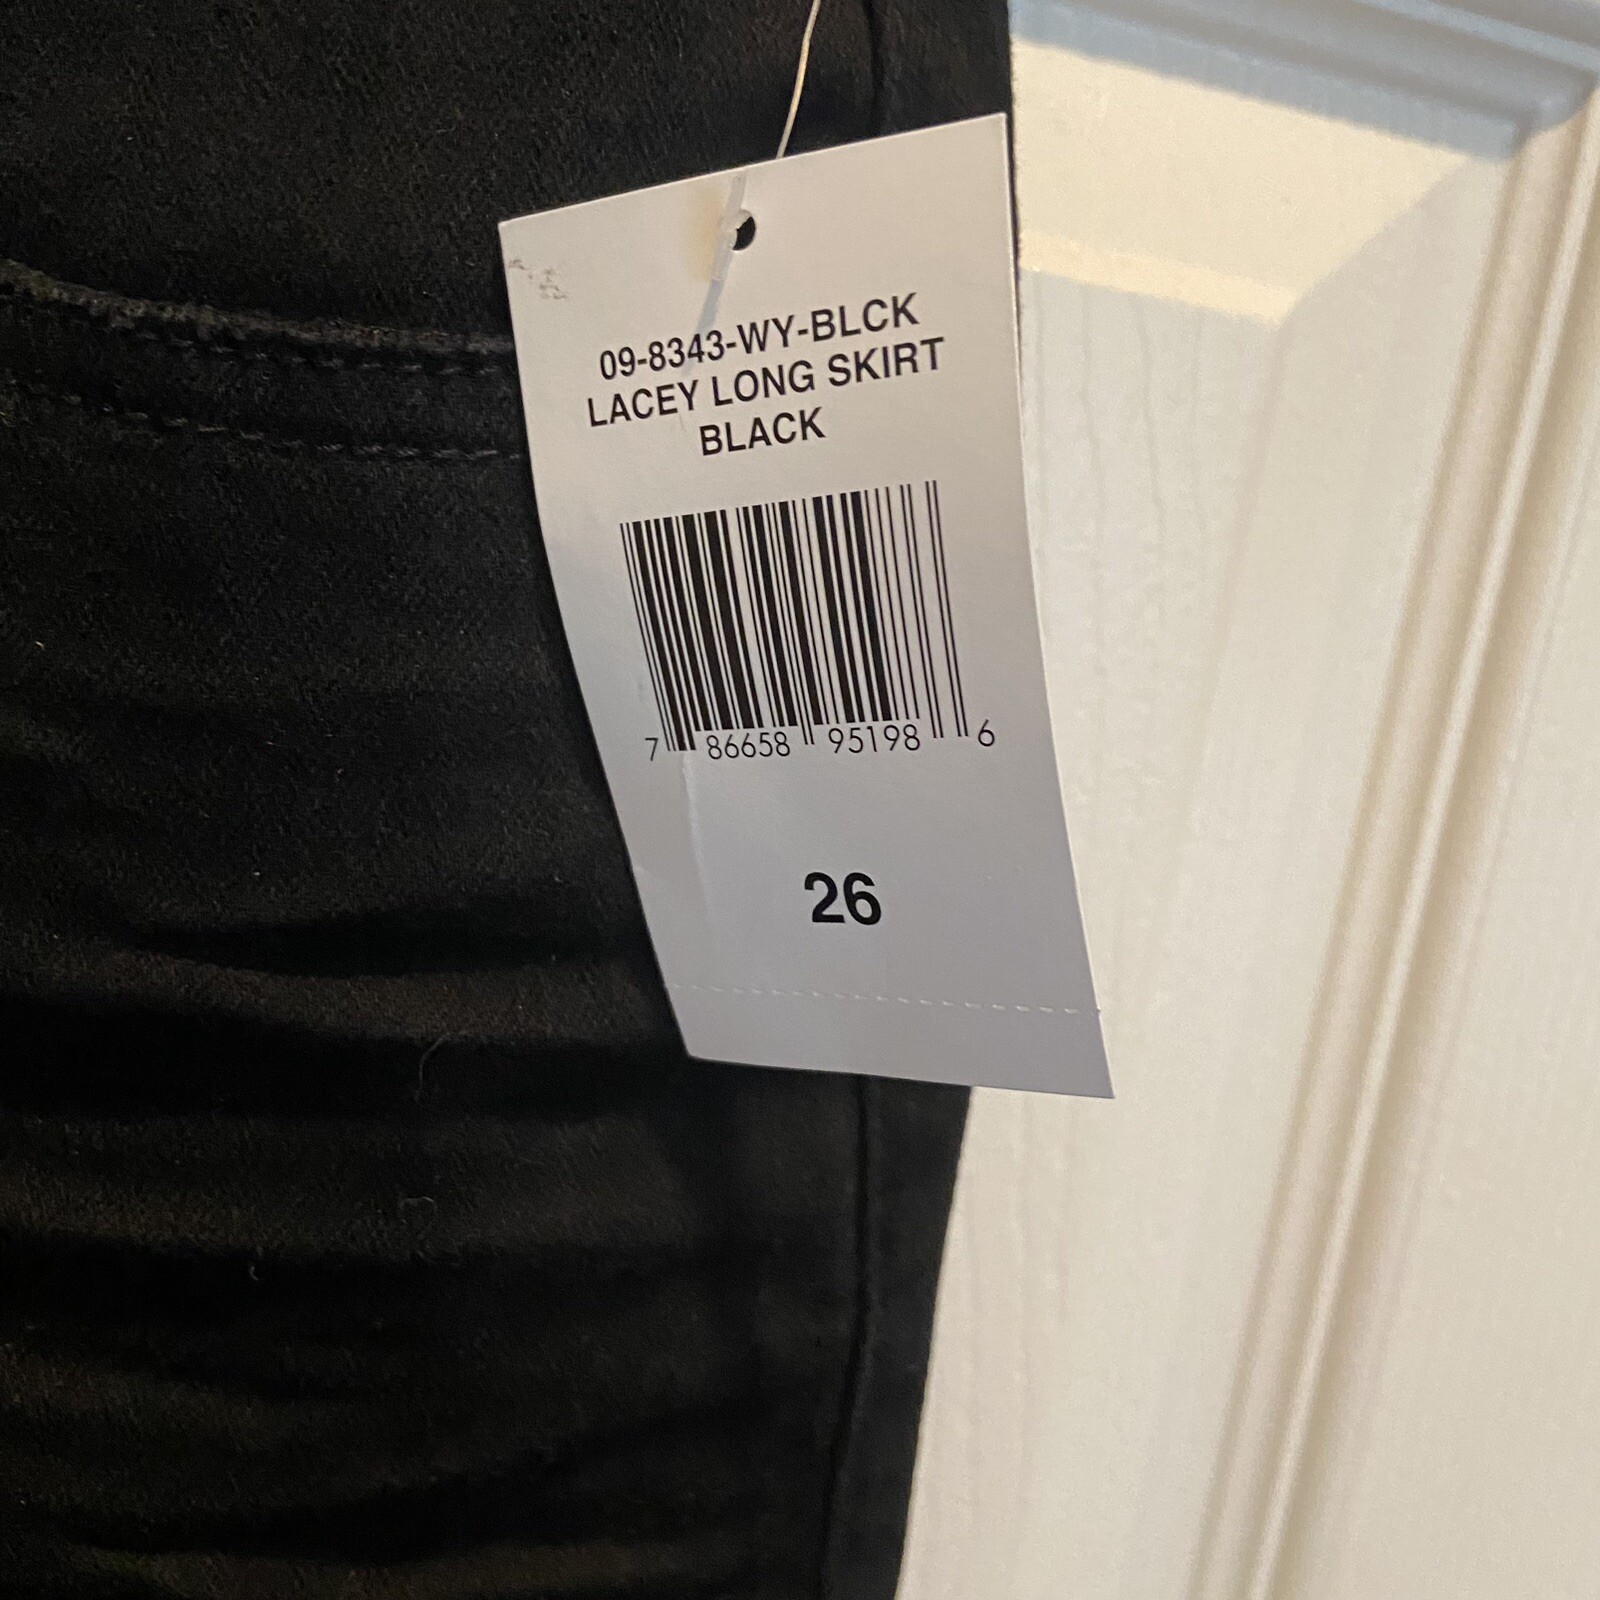 09-8343-WY-BLCK
LACEY LONG SKIRT
BLACK
7 86658 95198 6
26